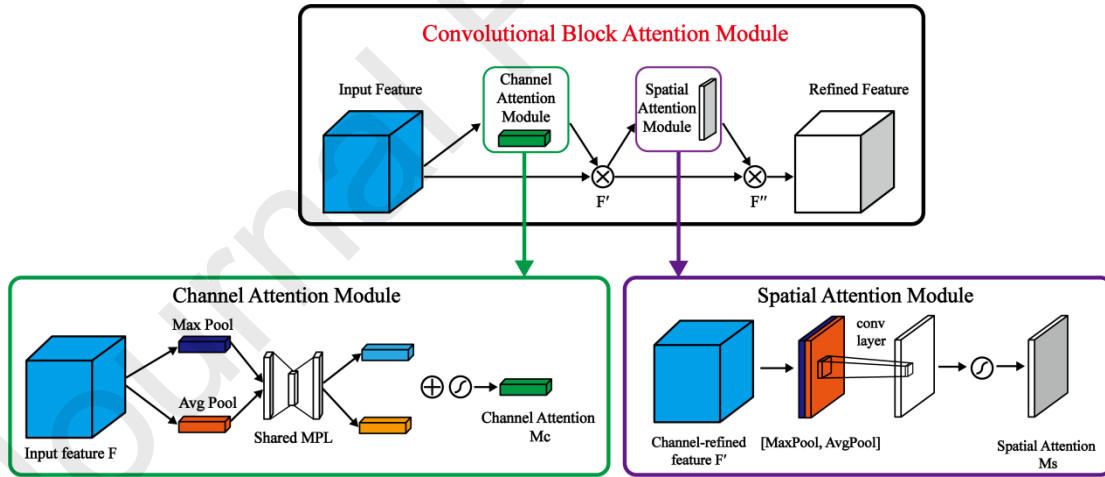 Convolutional Block Attention Module
Input Feature
Channel
Attention
Module
Spatial
Attention
Module
Refined Feature
F′
F″
Channel Attention Module
Max Pool
Avg Pool
Input feature F
Shared MPL
Channel Attention
Mc
Spatial Attention Module
conv
layer
Channel-refined
feature F′
[MaxPool, AvgPool]
Spatial Attention
Ms
Journal P